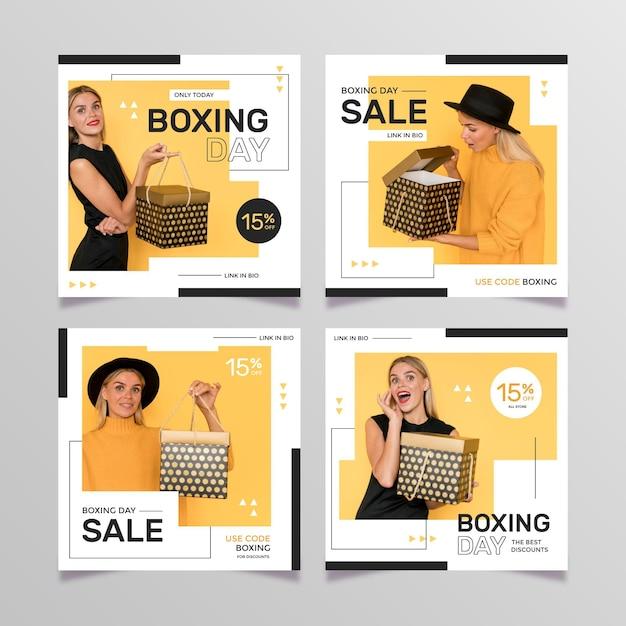 ONLY TODAY
BOXING
DAY
15% OFF
LINK IN BIO
BOXING DAY
SALE
LINK IN BIO
USE CODE BOXING
LINK IN BIO
15% OFF
BOXING DAY
SALE
USE CODE
BOXING
FOR DISCOUNTS
LINK IN BIO
15% OFF
ALL STORE
BOXING
DAY THE BEST
DISCOUNTS